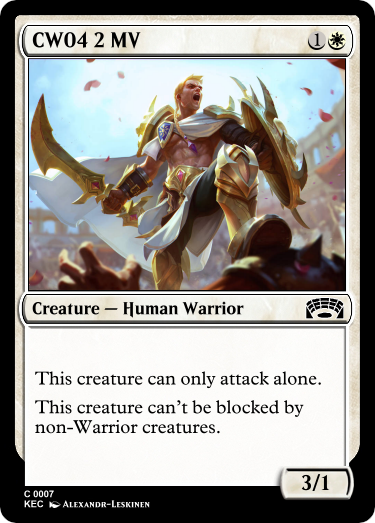 CW04 2 MV
1
Creature — Human Warrior
This creature can only attack alone.
This creature can't be blocked by
non-Warrior creatures.
3/1
C 0007
KEC Alexandr-Leskinen